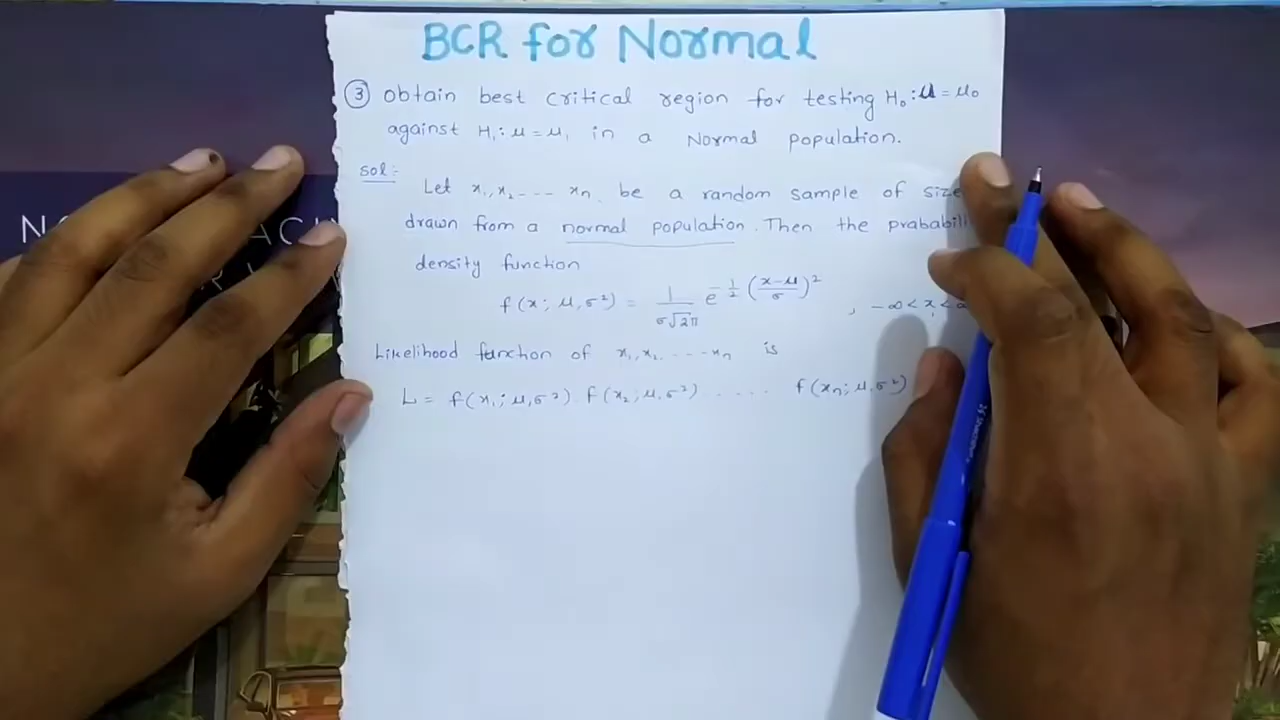 BCR for Normal
③ Obtain best critical region for testing H₀ : μ = μ₀
against H₁ : μ = μ₁ in a Normal population.
Sol:-
Let x₁, x₂ ---- xₙ be a random sample of size
drawn from a normal population. Then the
density function
f(x; μ, σ²) = 1/(σ√2π) e^(-1/2 ((x-μ)/σ)²) , -∞ < x <
Likelihood function of x₁, x₂ ---- xₙ is
L = f(x₁; μ, σ²) . f(x₂; μ, σ²) ..... f(xₙ; μ, σ²)